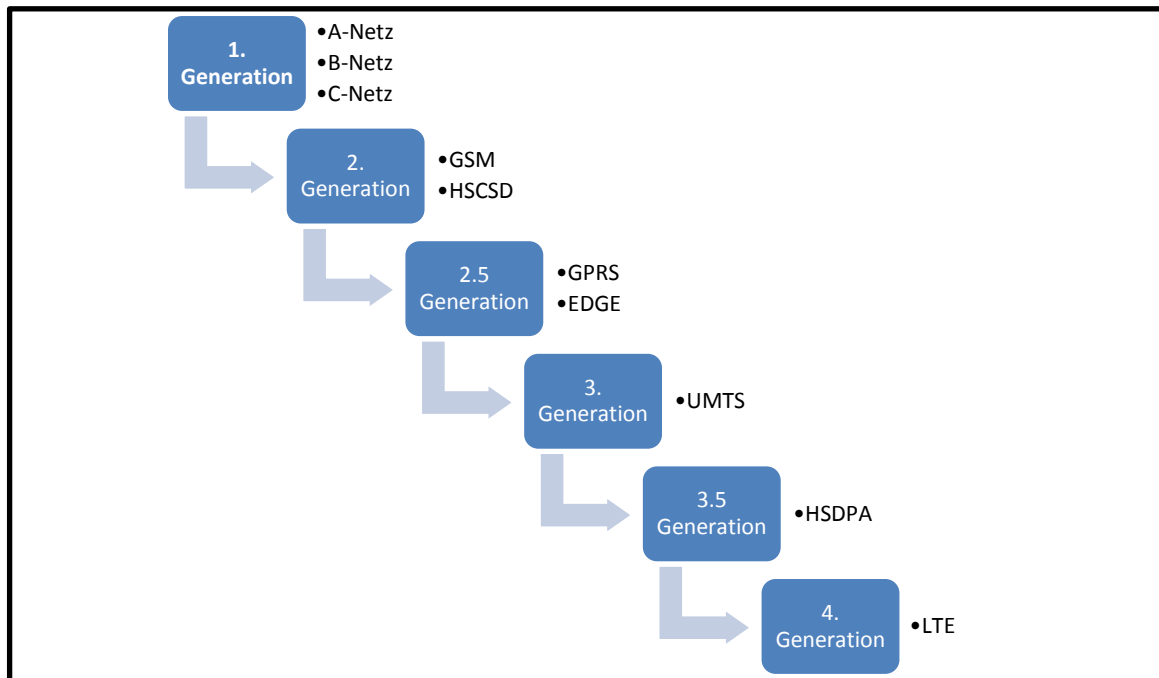 1.
Generation
•A-Netz
•B-Netz
•C-Netz
2.
Generation
•GSM
•HSCSD
2.5
Generation
•GPRS
•EDGE
3.
Generation
•UMTS
3.5
Generation
•HSDPA
4.
Generation
•LTE